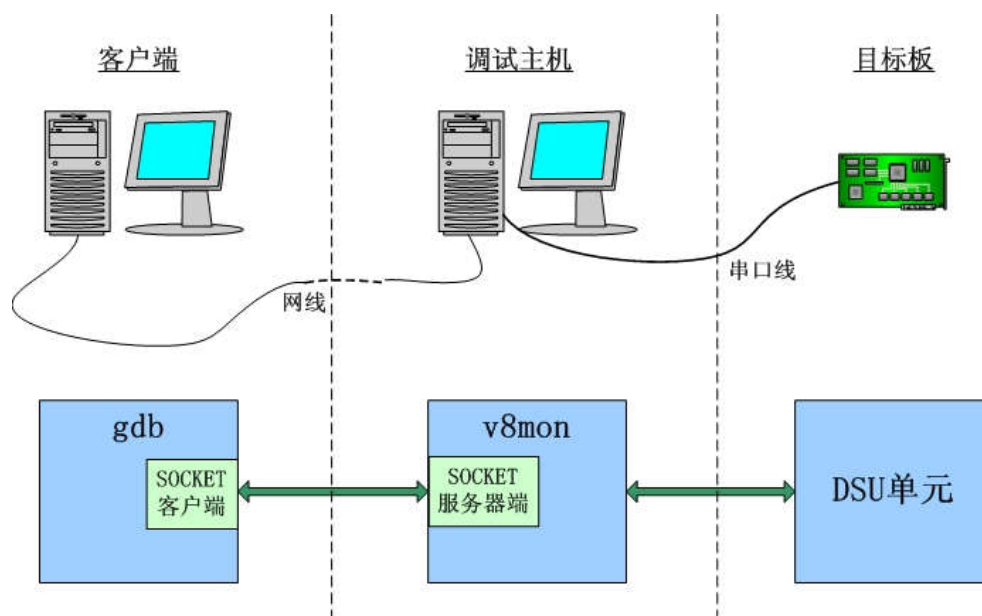 客户端
调试主机
目标板
网线
串口线
gdb
SOCKET
客户端
v8mon
SOCKET
服务器端
DSU单元